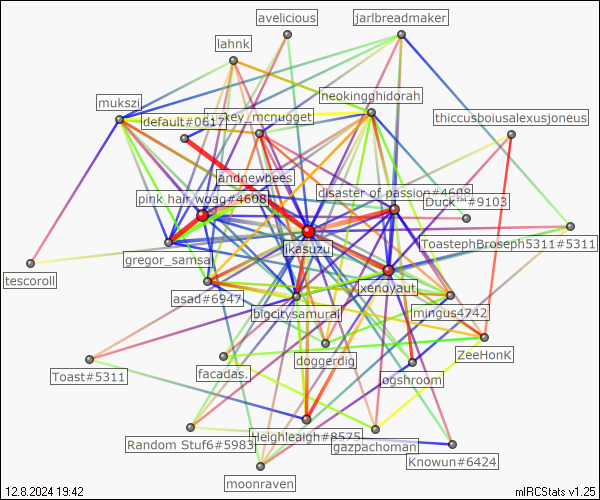 avelicious
jarlbreadmaker
lahnk
neokingghidorah
mukszi
default#0617
key_mcnugget
thiccusboiusalexusjoneus
andnewbees
pink hair woag#4608
disaster of passion#4608
Duck™#9103
ikasuzu
ToastephBroseph5311#5311
gregor_samsa
tescoroll
xenoyaut
asad#6947
bigcitysamurai
mingus4742
doggerdig
ZeeHonK
Toast#5311
facadas.
ogshroom
Random Stuf6#5983
Heighleagh#8575
gazpachoman
Knowun#6424
moonraven
12.8.2024 19:42
mIRCStats v1.25